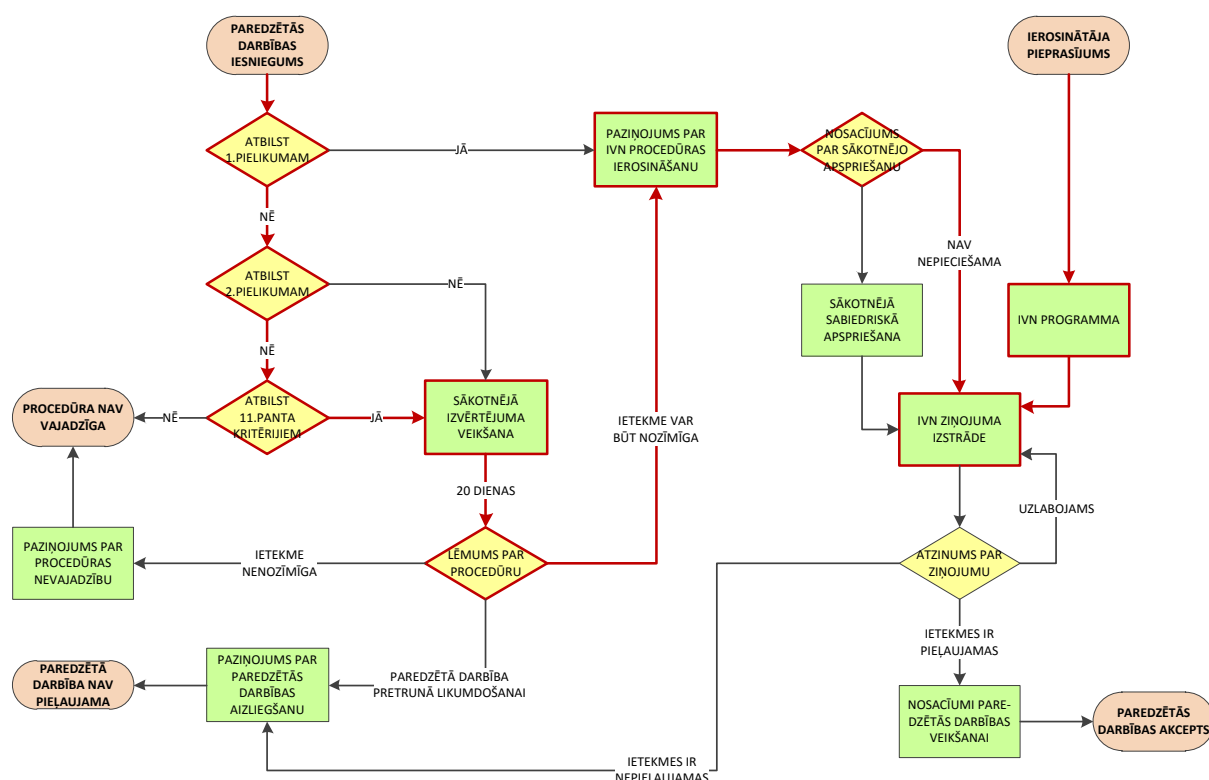 PAREDZĒTĀS
DARBĪBAS
IESNIEGUMS
IEROSINĀTĀJA
PIEPRASĪJUMS
ATBILST
1.PIELIKUMAM
JĀ
PAZIŅOJUMS PAR
IVN PROCEDŪRAS
IEROSINĀŠANU
NOSACĪJUMS
PAR SĀKOTNĒJO
APSPRIEŠANU
NĒ
NAV
NEPIECIEŠAMA
ATBILST
2.PIELIKUMAM
NĒ
SĀKOTNĒJĀ
SABIEDRISKĀ
APSPRIEŠANA
IVN PROGRAMMA
NĒ
PROCEDŪRA NAV
VAJADZĪGA
NĒ
ATBILST
11.PANTA
KRITĒRIJIEM
JĀ
SĀKOTNĒJĀ
IZVĒRTĒJUMA
VEIKŠANA
IETEKME VAR
BŪT NOZĪMĪGA
IVN ZIŅOJUMA
IZSTRĀDE
20 DIENAS
UZLABOJAMS
PAZIŅOJUMS PAR
PROCEDŪRAS
NEVAJADZĪBU
IETEKME
NENOZĪMĪGA
LĒMUMS PAR
PROCEDŪRU
ATZINUMS PAR
ZIŅOJUMU
IETEKMES IR
PIEĻAUJAMAS
PAREDZĒTĀ
DARBĪBA NAV
PIEĻAUJAMA
PAZIŅOJUMS PAR
PAREDZĒTĀS
DARBĪBAS
AIZLIEGŠANU
PAREDZĒTĀ DARBĪBA
PRETRUNĀ LIKUMDOŠANAI
NOSACĪUMI PARE-
DZĒTĀS DARBĪBAS
VEIKŠANAI
PAREDZĒTĀS
DARBĪBAS AKCEPTS
IETEKMES IR
NEPIEĻAUJAMAS